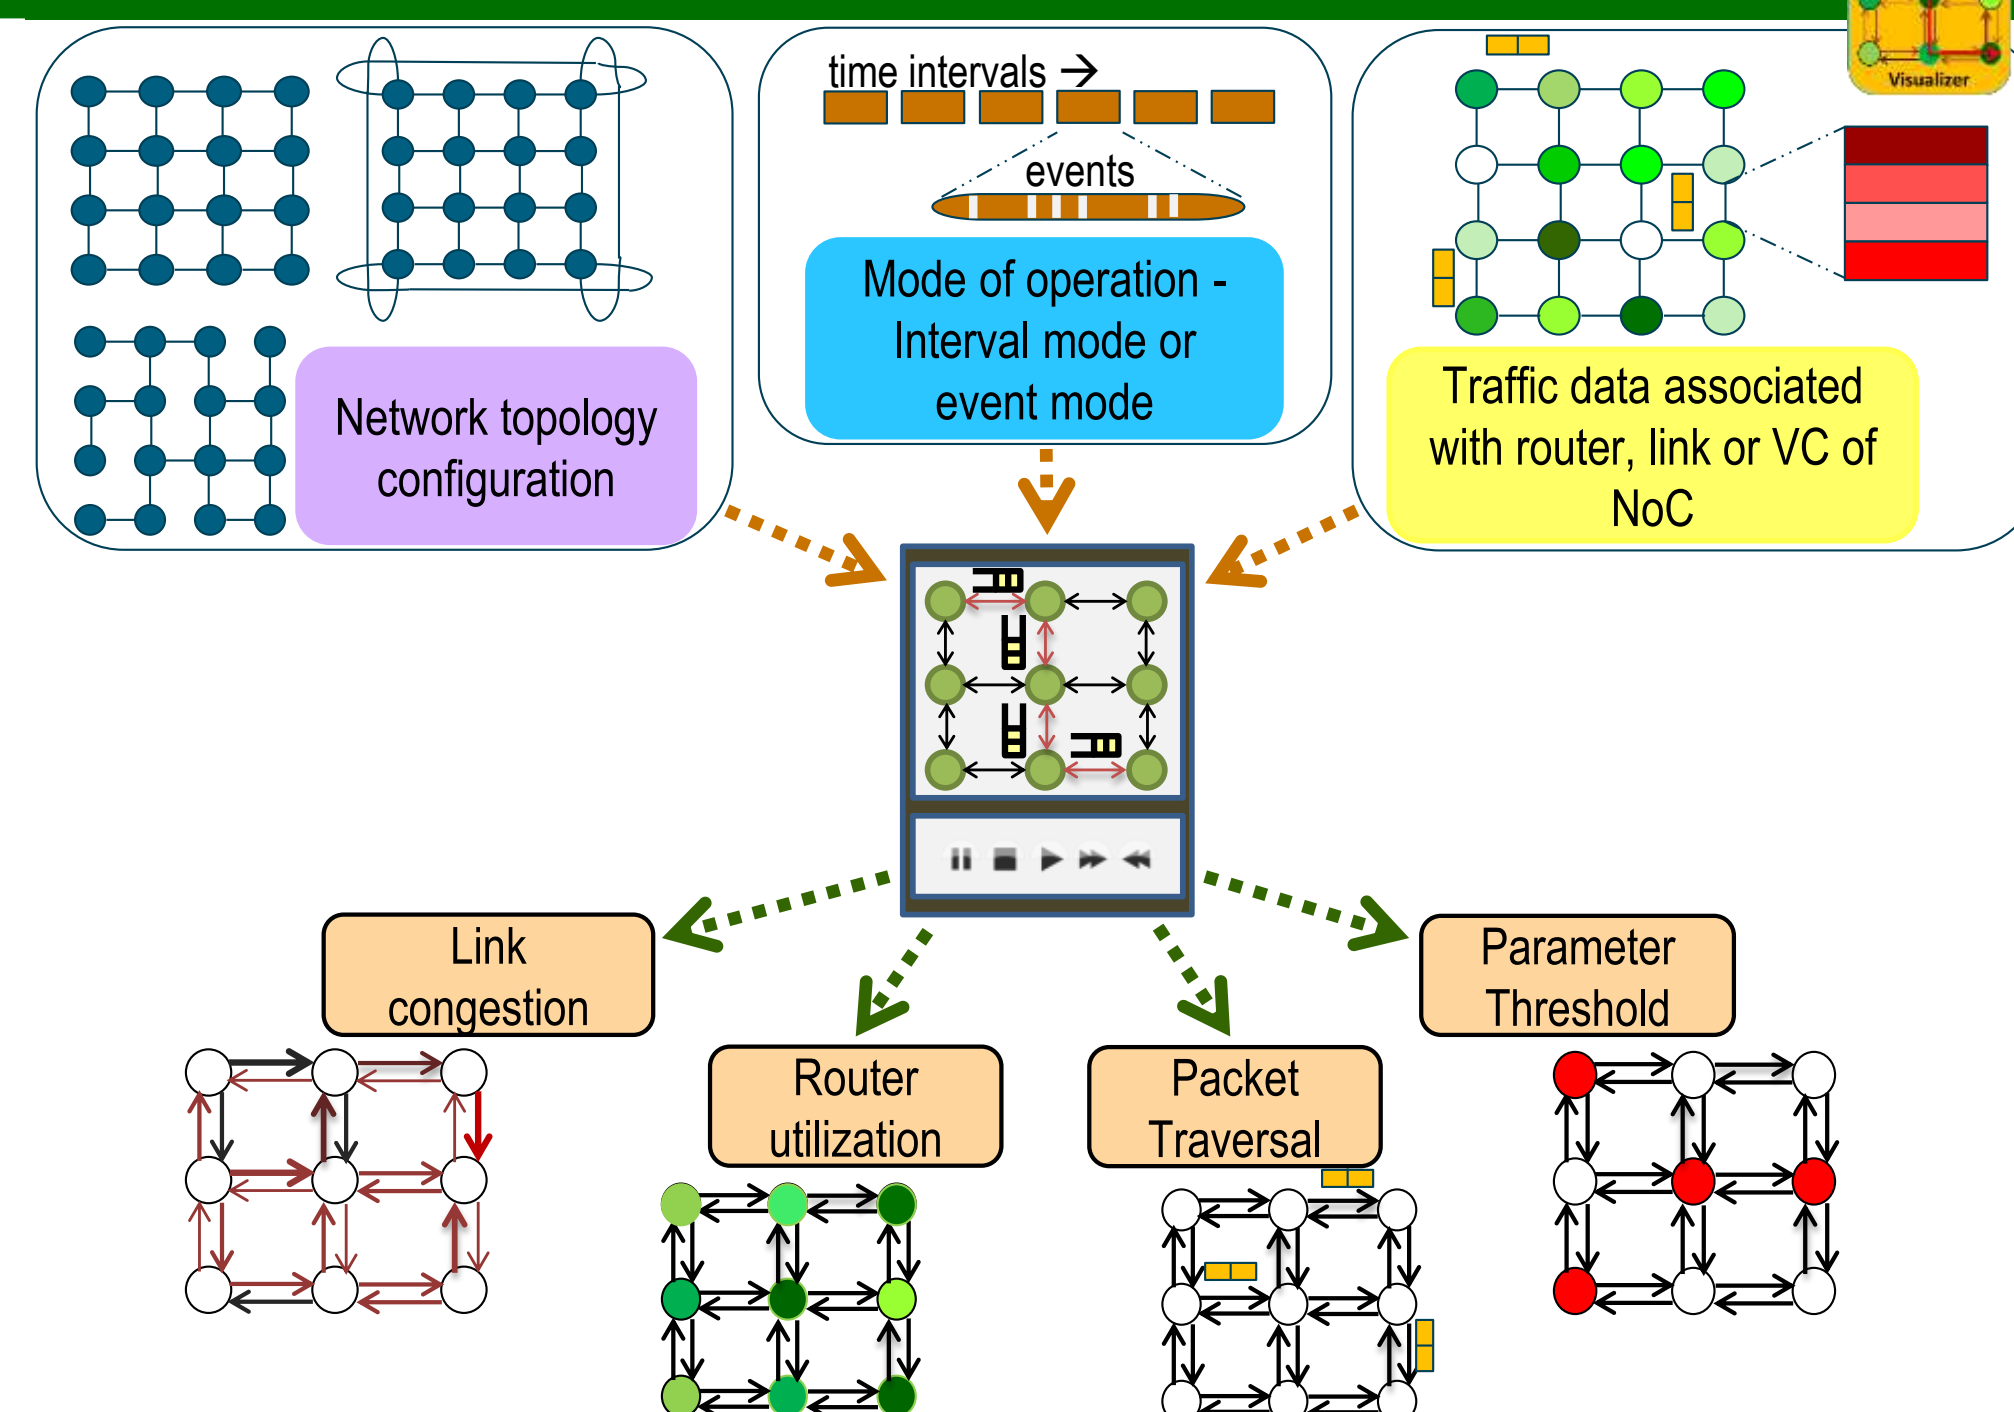 Visualizer
time intervals →
events
Mode of operation -
Interval mode or
event mode
Network topology
configuration
Traffic data associated
with router, link or VC of
NoC
Link
congestion
Router
utilization
Packet
Traversal
Parameter
Threshold